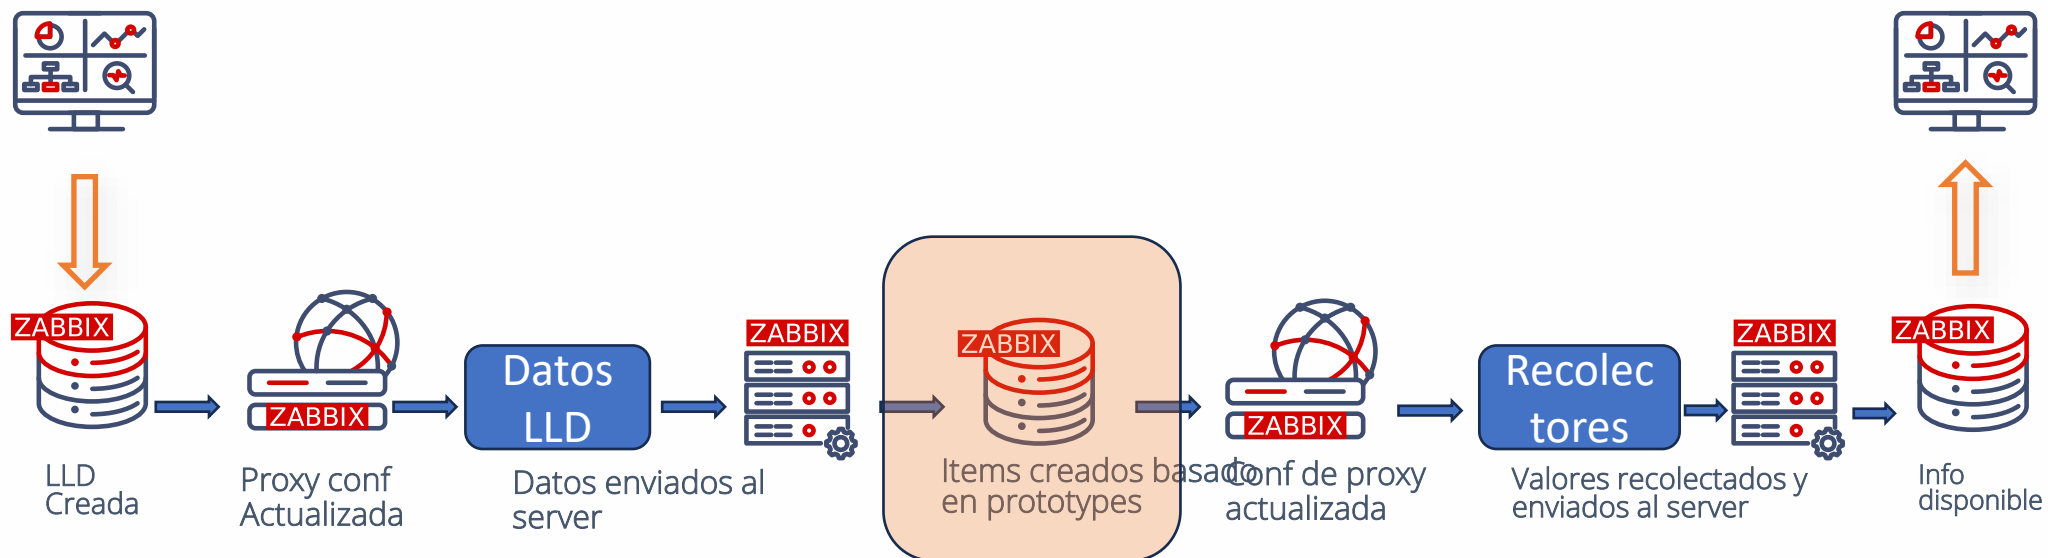 ZABBIX
LLD
Creada
ZABBIX
Proxy conf
Actualizada
Datos
LLD
Datos enviados al
server
ZABBIX
ZABBIX
Items creados basado
en prototypes
ZABBIX
Conf de proxy
actualizada
Recolec
tores
Valores recolectados y
enviados al server
ZABBIX
ZABBIX
Info
disponible